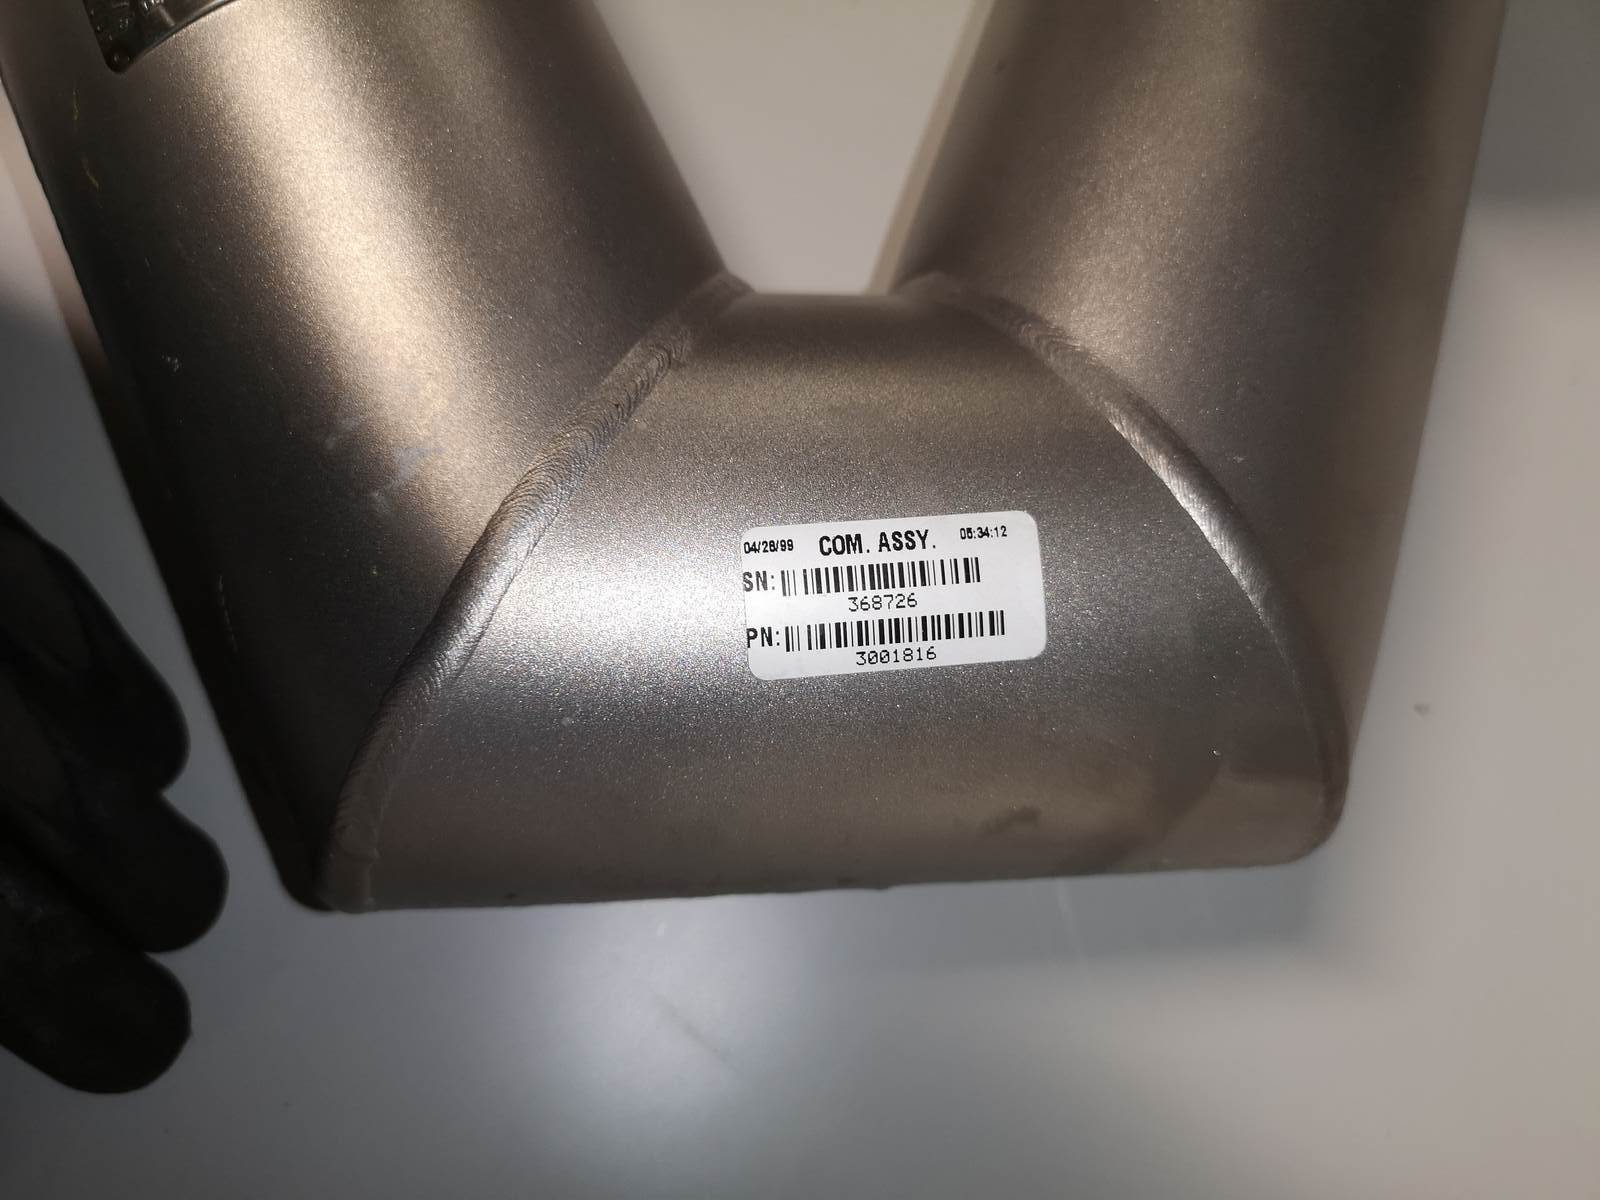 04/28/99 COM. ASSY. 05:34:12
SN:
368726
PN:
3001816